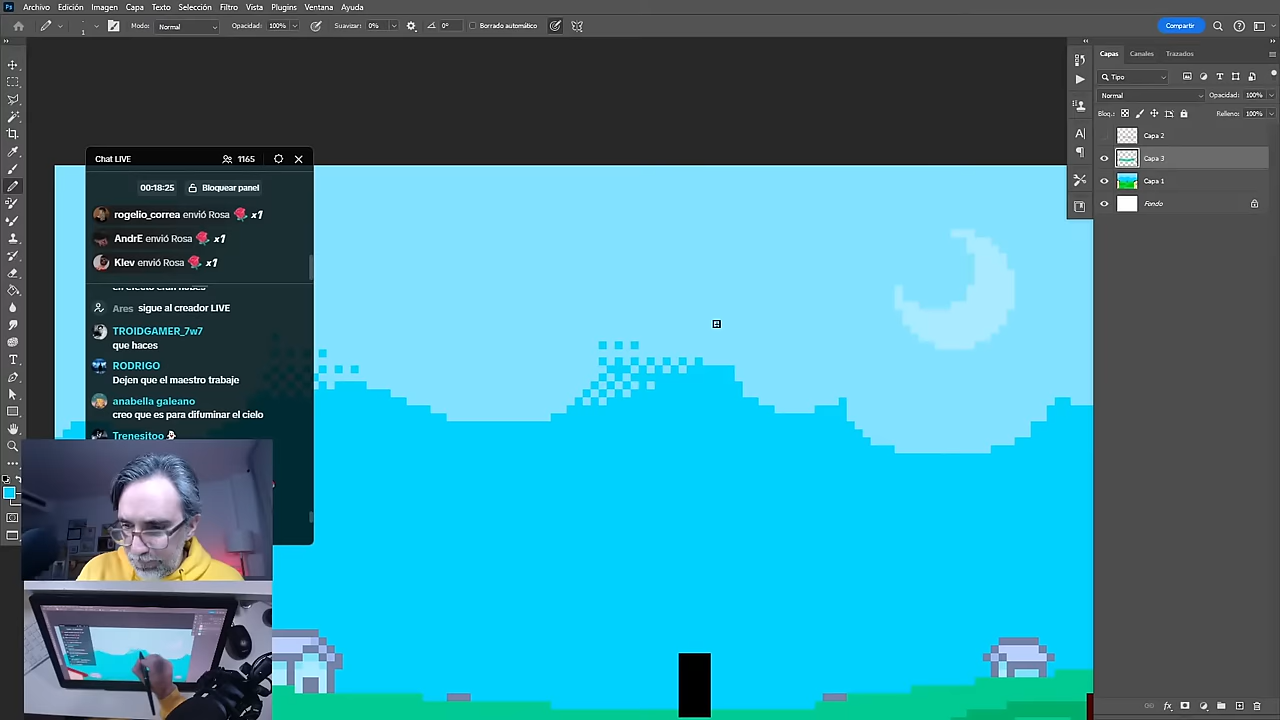 Ps Archivo Edición Imagen Capa Texto Selección Filtro Vista Plugins Ventana Ayuda
1 Modo: Normal Opacidad: 100% Suavizar: 0% 0° Borrado automático Compartir
Capas Canales Trazados
Tipo
Normal Opacidad: 100%
Bloq.: Relleno: 100%
Capa 2
Capa 3
Capa 1
Fondo
Chat LIVE 1165
00:18:25 Bloquear panel
rogelio_correa envió Rosa x1
AndrE envió Rosa x1
Klev envió Rosa x1
Ares sigue al creador LIVE
TROIDGAMER_7w7
que haces
RODRIGO
Dejen que el maestro trabaje
anabella galeano
creo que es para difuminar el cielo
Trenesitoo